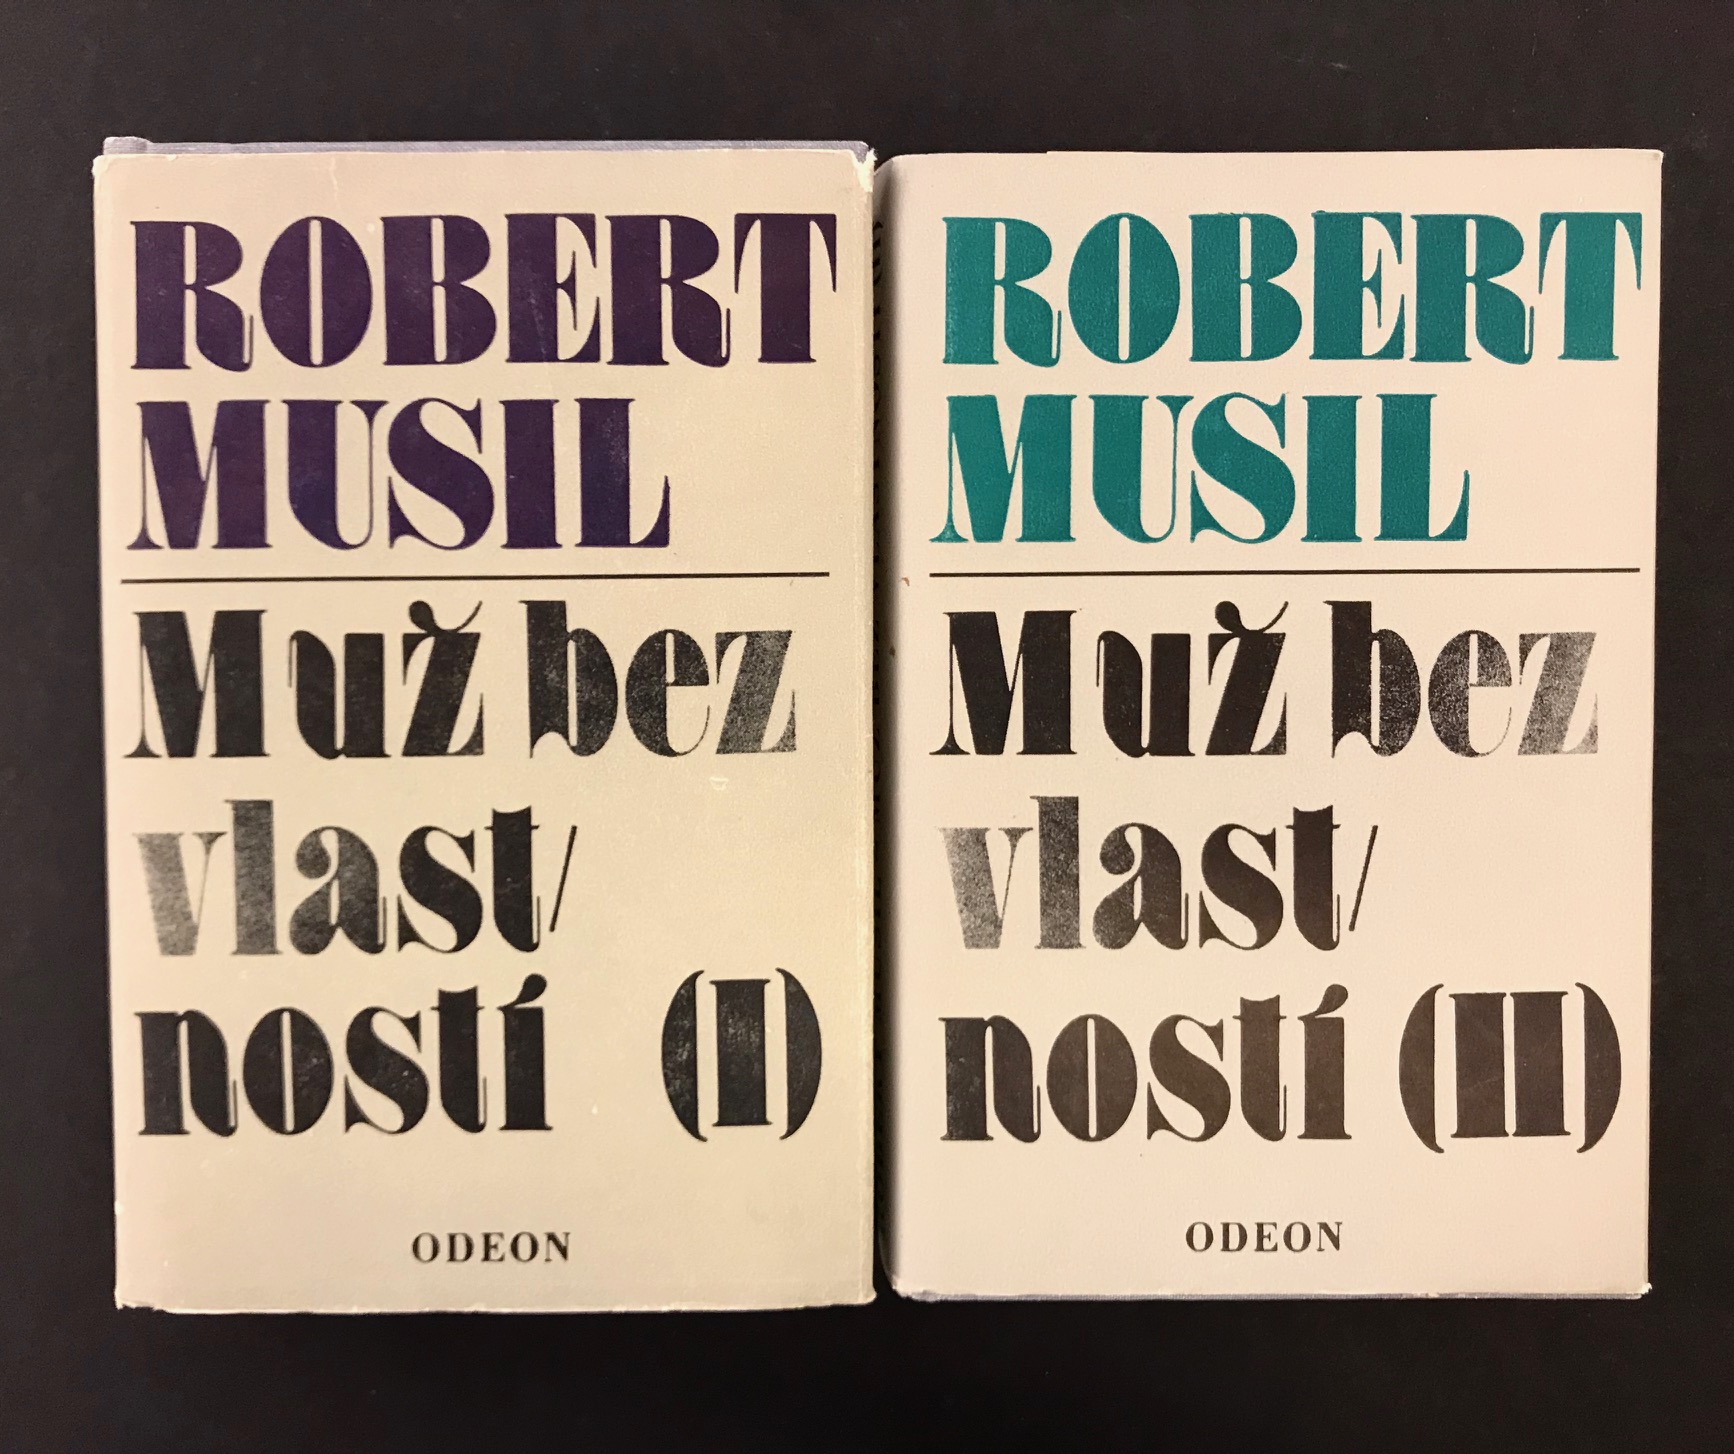 ROBERT
MUSIL
Muž bez
vlast/
ností (I)
ODEON
ROBERT
MUSIL
Muž bez
vlast/
ností (II)
ODEON